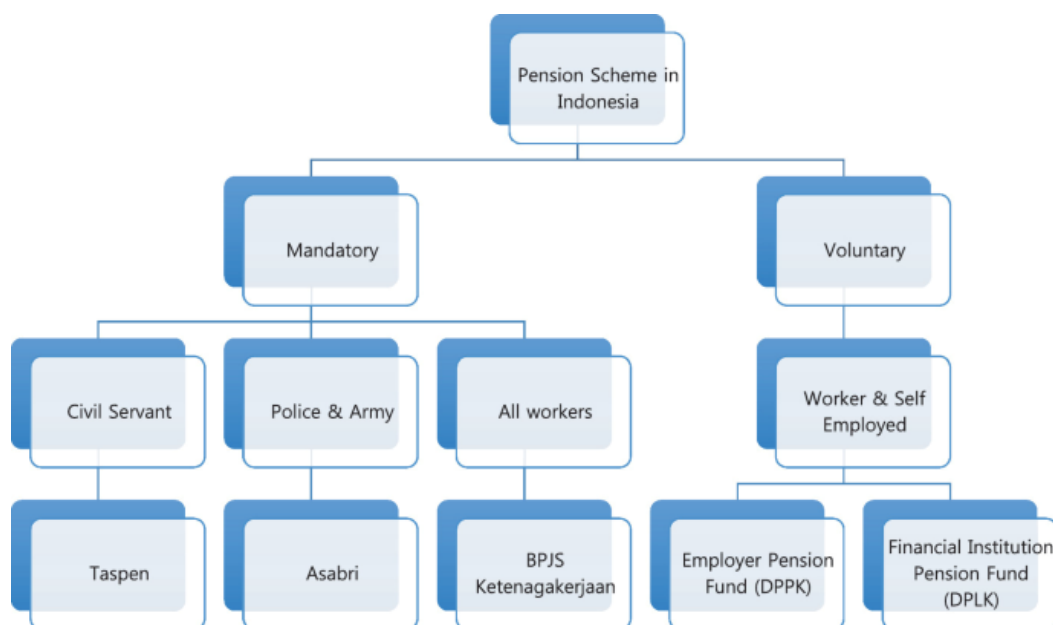 Pension Scheme in
Indonesia
Mandatory
Voluntary
Civil Servant
Police & Army
All workers
Worker & Self
Employed
Taspen
Asabri
BPJS
Ketenagakerjaan
Employer Pension
Fund (DPPK)
Financial Institution
Pension Fund
(DPLK)